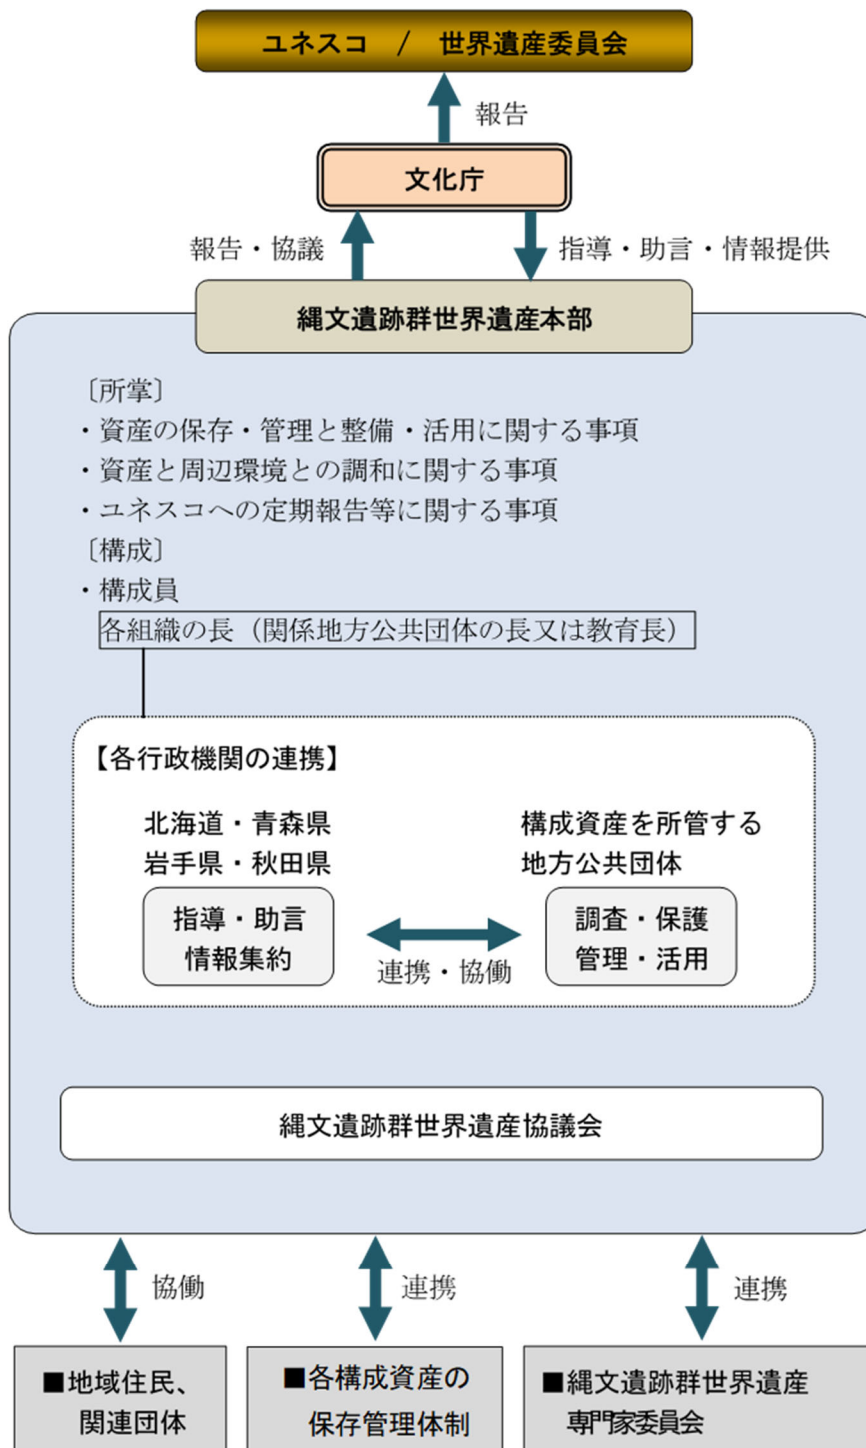 ユネスコ / 世界遺産委員会
報告
文化庁
報告・協議
指導・助言・情報提供
縄文遺跡群世界遺産本部
〔所掌〕
・資産の保存・管理と整備・活用に関する事項
・資産と周辺環境との調和に関する事項
・ユネスコへの定期報告等に関する事項
〔構成〕
・構成員
各組織の長（関係地方公共団体の長又は教育長）
【各行政機関の連携】
北海道・青森県
岩手県・秋田県
指導・助言
情報集約
連携・協働
構成資産を所管する
地方公共団体
調査・保護
管理・活用
縄文遺跡群世界遺産協議会
協働
連携
連携
■地域住民、
関連団体
■各構成資産の
保存管理体制
■縄文遺跡群世界遺産
専門家委員会